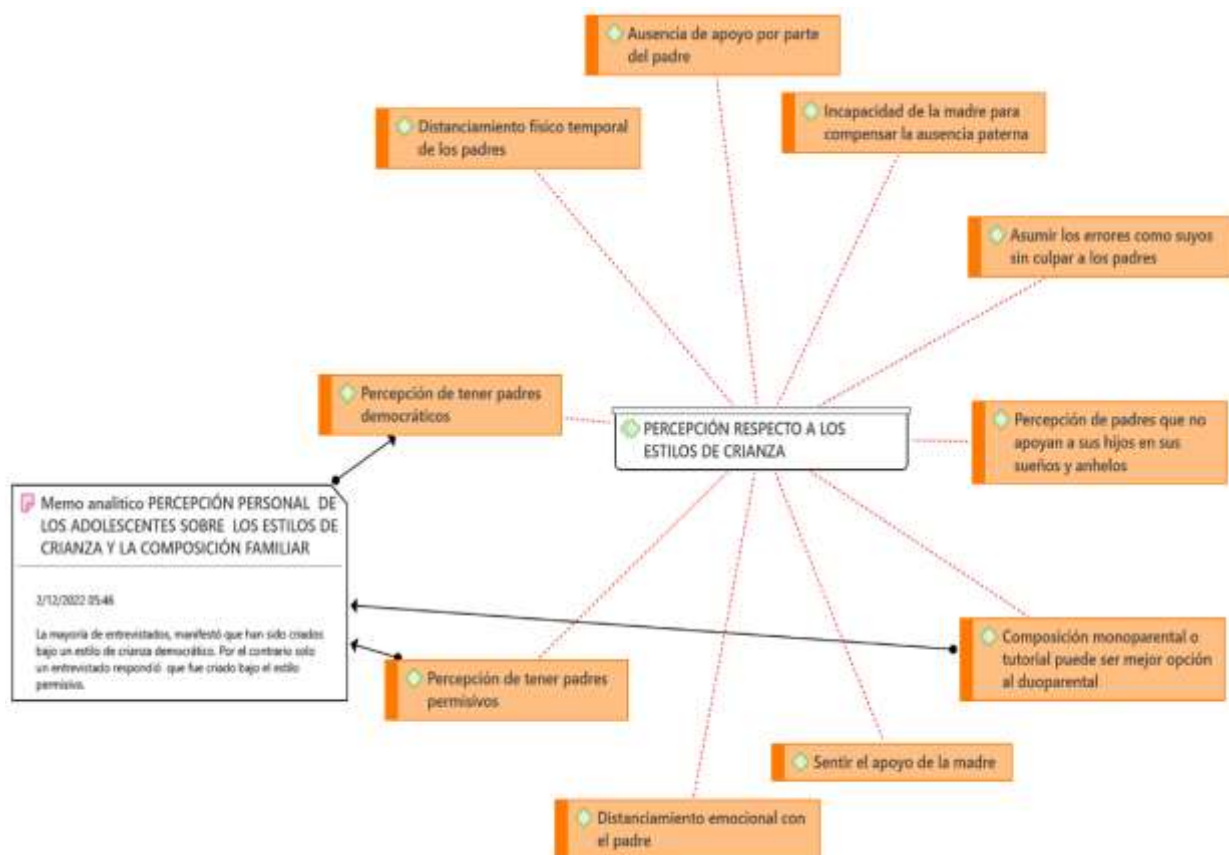 Ausencia de apoyo por parte
del padre
Distanciamiento físico temporal
de los padres
Incapacidad de la madre para
compensar la ausencia paterna
Asumir los errores como suyos
sin culpar a los padres
Percepción de tener padres
democráticos
PERCEPCIÓN RESPECTO A LOS
ESTILOS DE CRIANZA
Percepción de padres que no
apoyan a sus hijos en sus
sueños y anhelos
Memo analitico PERCEPCIÓN PERSONAL DE
LOS ADOLESCENTES SOBRE LOS ESTILOS DE
CRIANZA Y LA COMPOSICIÓN FAMILIAR
2/12/2022 05:46
La mayoría de entrevistados, manifestó que han sido criados
bajo un estilo de crianza democrático. Por el contrario solo
un entrevistado respondió que fue criado bajo el estilo
permisivo.
Percepción de tener padres
permisivos
Composición monoparental o
tutorial puede ser mejor opción
al duoparental
Sentir el apoyo de la madre
Distanciamiento emocional con
el padre